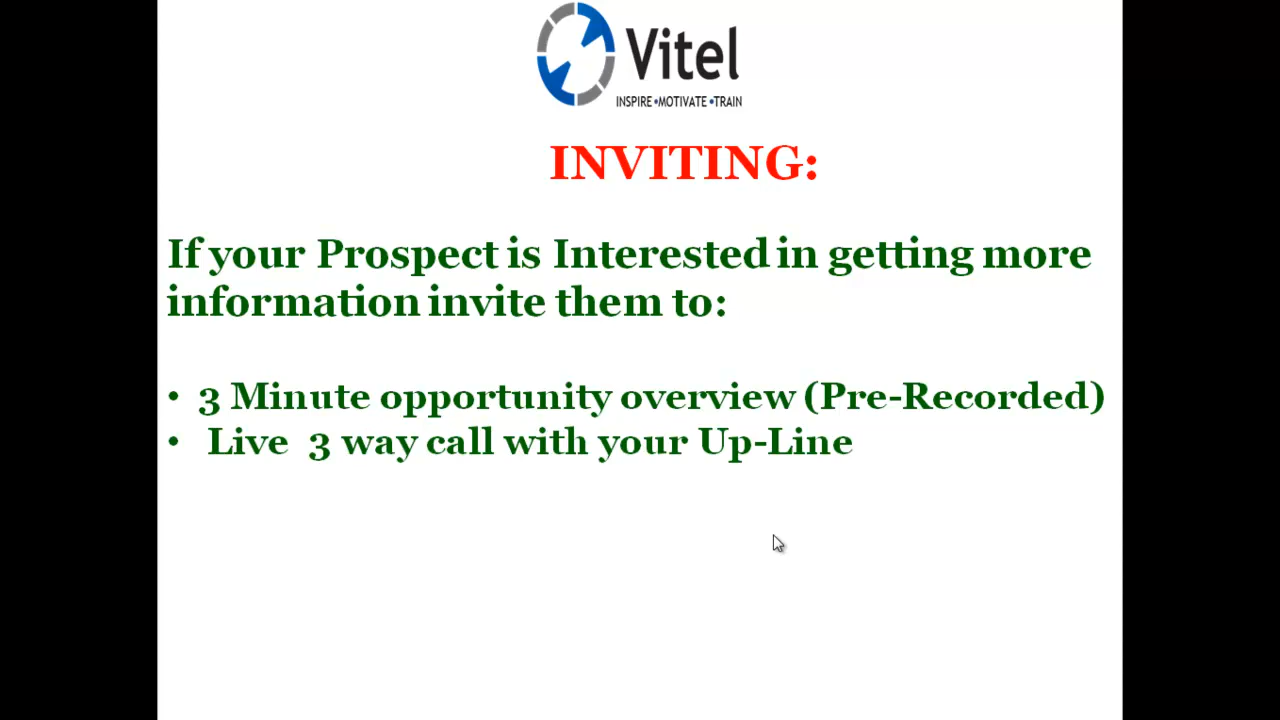 Vitel
INSPIRE •MOTIVATE •TRAIN
INVITING:
If your Prospect is Interested in getting more
information invite them to:
• 3 Minute opportunity overview (Pre-Recorded)
• Live 3 way call with your Up-Line